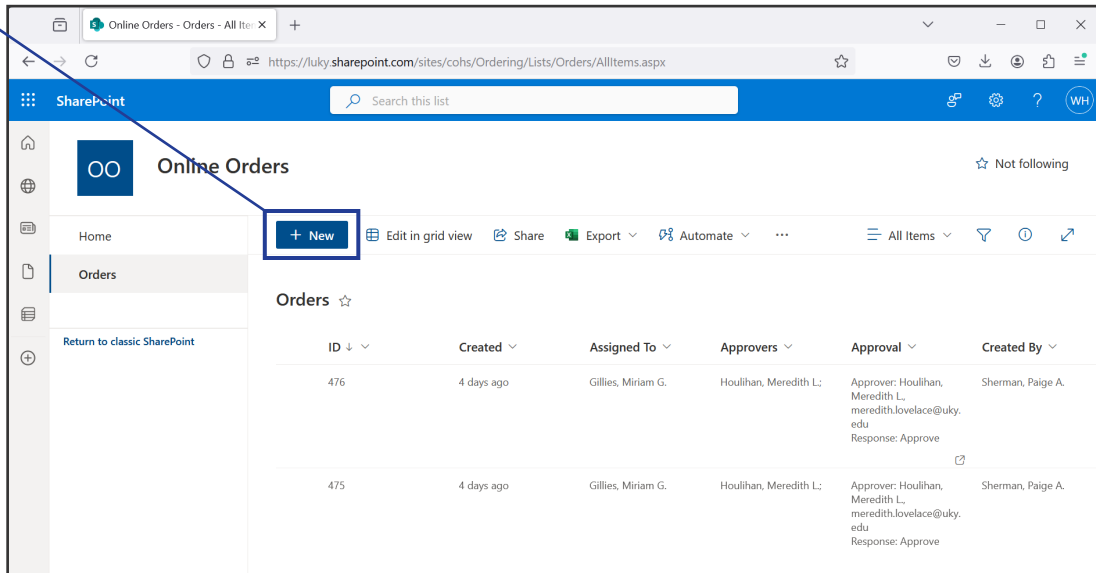 Online Orders - Orders - All Iter
https://luky.sharepoint.com/sites/cohs/Ordering/Lists/Orders/AllItems.aspx
SharePoint
Search this list
WH
OO
Online Orders
Not following
Home
Orders
Return to classic SharePoint
+ New
Edit in grid view
Share
Export
Automate
...
All Items
Orders
ID Created Assigned To Approvers Approval Created By
476 4 days ago Gillies, Miriam G. Houlihan, Meredith L.; Approver: Houlihan, Sherman, Paige A.
Meredith L.,
meredith.lovelace@uky.
edu
Response: Approve
475 4 days ago Gillies, Miriam G. Houlihan, Meredith L.; Approver: Houlihan, Sherman, Paige A.
Meredith L.,
meredith.lovelace@uky.
edu
Response: Approve